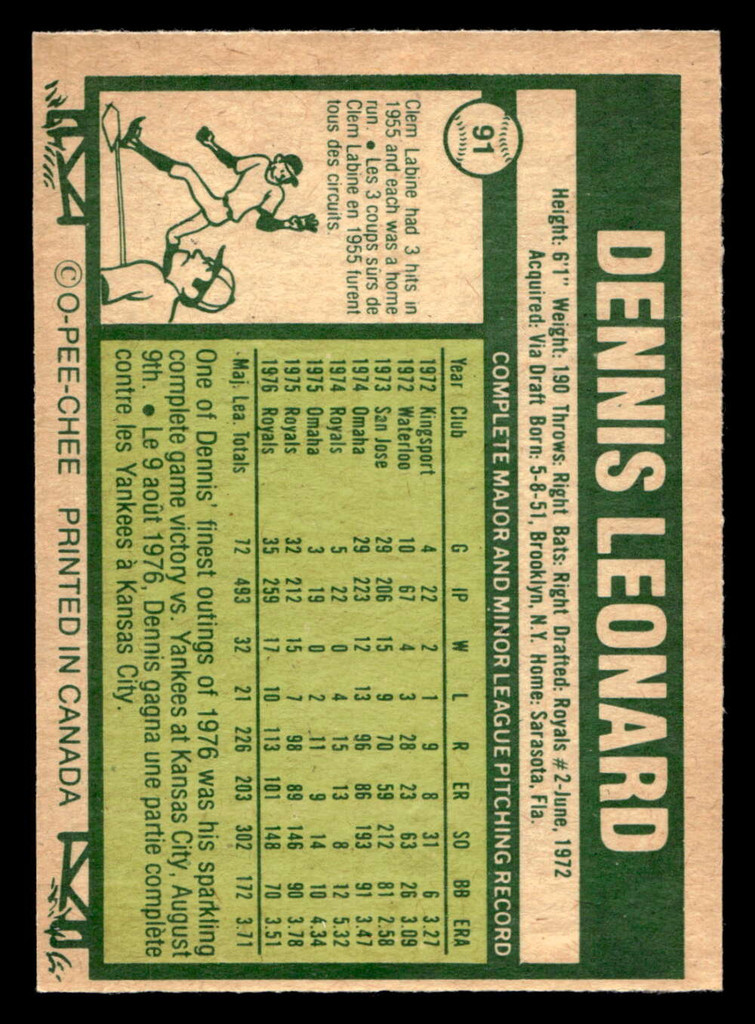 91
DENNIS LEONARD
Height: 6'1" Weight: 190 Throws: Right Bats: Right Drafted: Royals #2-June, 1972
Acquired: Via Draft Born: 5-8-51, Brooklyn, N.Y. Home: Sarasota, Fla.
Clem Labine had 3 hits in
1955 and each was a home
run. • Les 3 coups sûrs de
Clem Labine en 1955 furent
tous des circuits.
COMPLETE MAJOR AND MINOR LEAGUE PITCHING RECORD
Year Club G IP W L R ER SO BB ERA
1972 Kingsport 4 22 2 1 9 8 31 6 3.27
1972 Waterloo 10 67 4 3 28 23 63 26 3.09
1973 San Jose 29 206 15 9 70 59 212 81 2.58
1974 Omaha 29 223 12 13 96 86 193 91 3.47
1974 Royals 5 22 0 4 15 13 8 12 5.32
1975 Omaha 3 19 0 2 11 9 14 10 4.34
1975 Royals 32 212 15 7 98 89 146 90 3.78
1976 Royals 35 259 17 10 113 101 148 70 3.51
Maj. Lea. Totals 72 493 32 21 226 203 302 172 3.71
One of Dennis' finest outings of 1976 was his sparkling
complete game victory vs. Yankees at Kansas City, August
9th. • Le 9 août 1976, Dennis gagna une partie complète
contre les Yankees à Kansas City.
© O-PEE-CHEE PRINTED IN CANADA